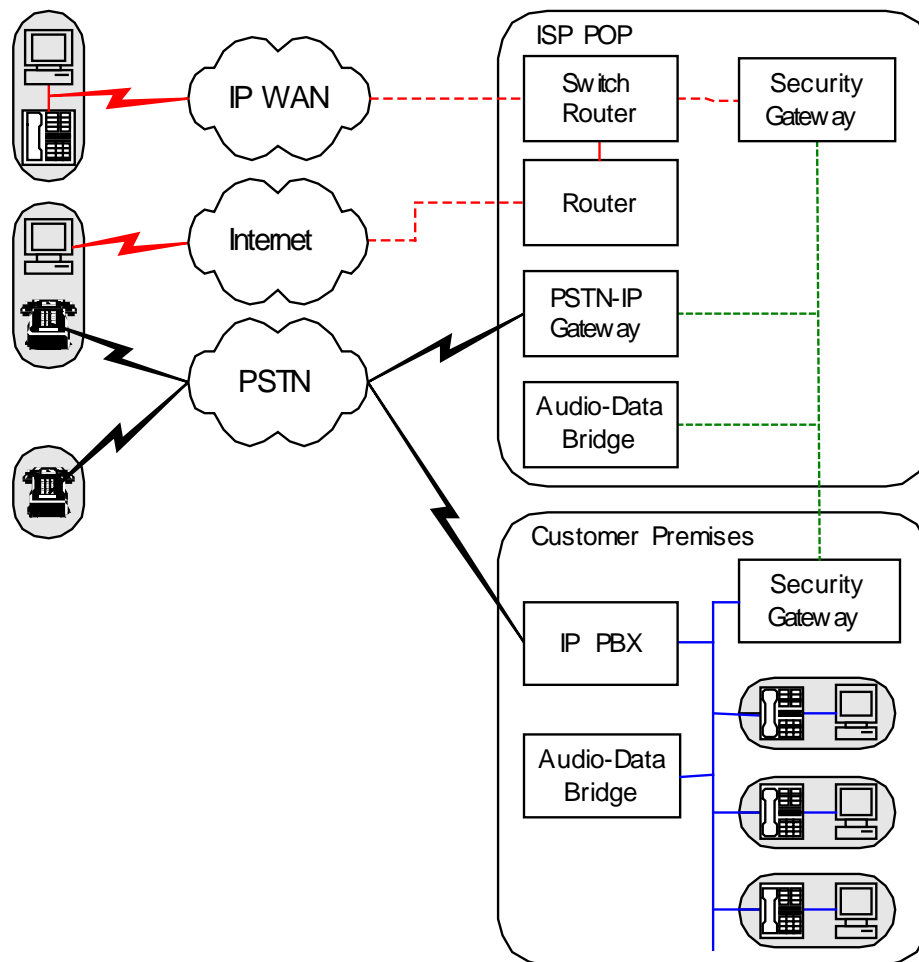 ISP POP
IP WAN
Switch
Router
Security
Gateway
Internet
Router
PSTN-IP
Gateway
PSTN
Audio-Data
Bridge
Customer Premises
Security
Gateway
IP PBX
Audio-Data
Bridge